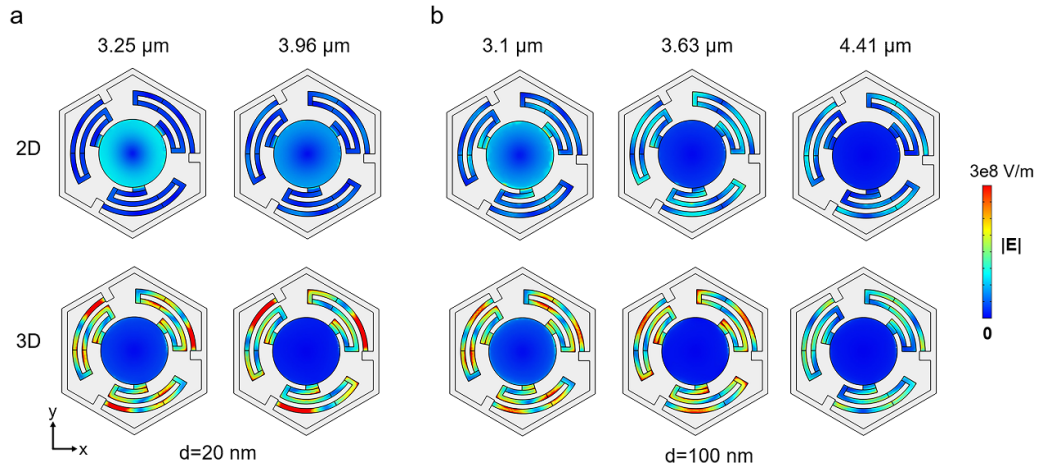 a
b
3.25 µm
3.96 µm
3.1 µm
3.63 µm
4.41 µm
2D
3e8 V/m
|E|
0
3D
y
x
d=20 nm
d=100 nm